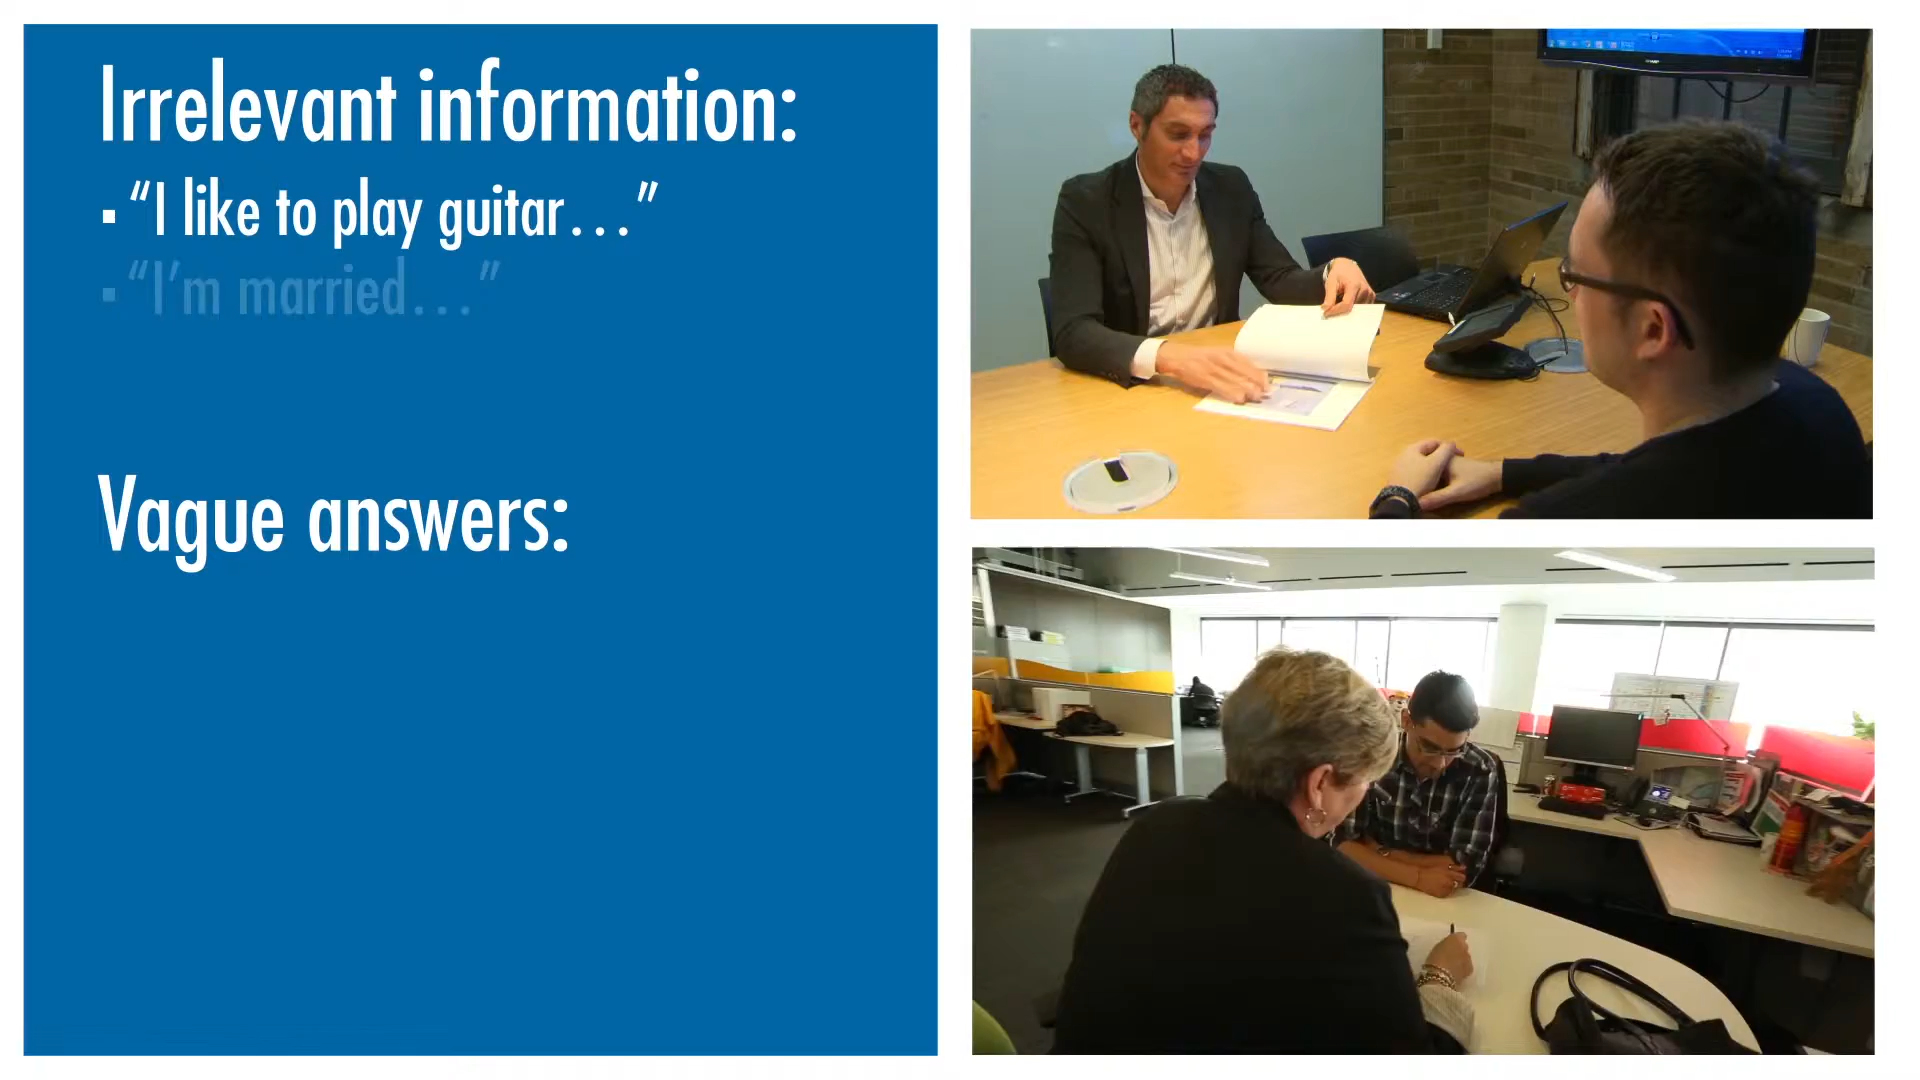 Irrelevant information:
▪ “I like to play guitar…”
▪ “I’m married…”
Vague answers: